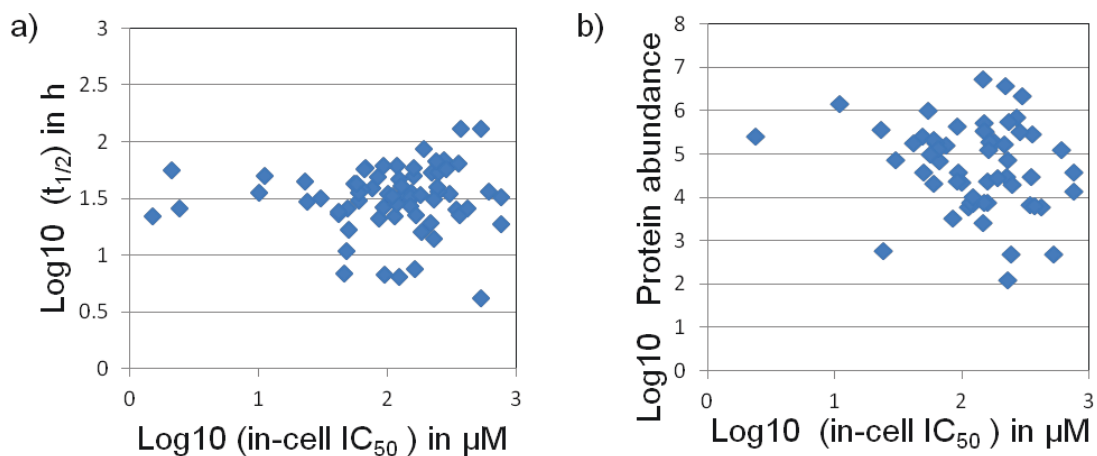 a)
Log10 (t1/2) in h
3
2.5
2
1.5
1
0.5
0
0 1 2 3
Log10 (in-cell IC50 ) in µM
b)
Log10 Protein abundance
8
7
6
5
4
3
2
1
0
0 1 2 3
Log10 (in-cell IC50 ) in µM